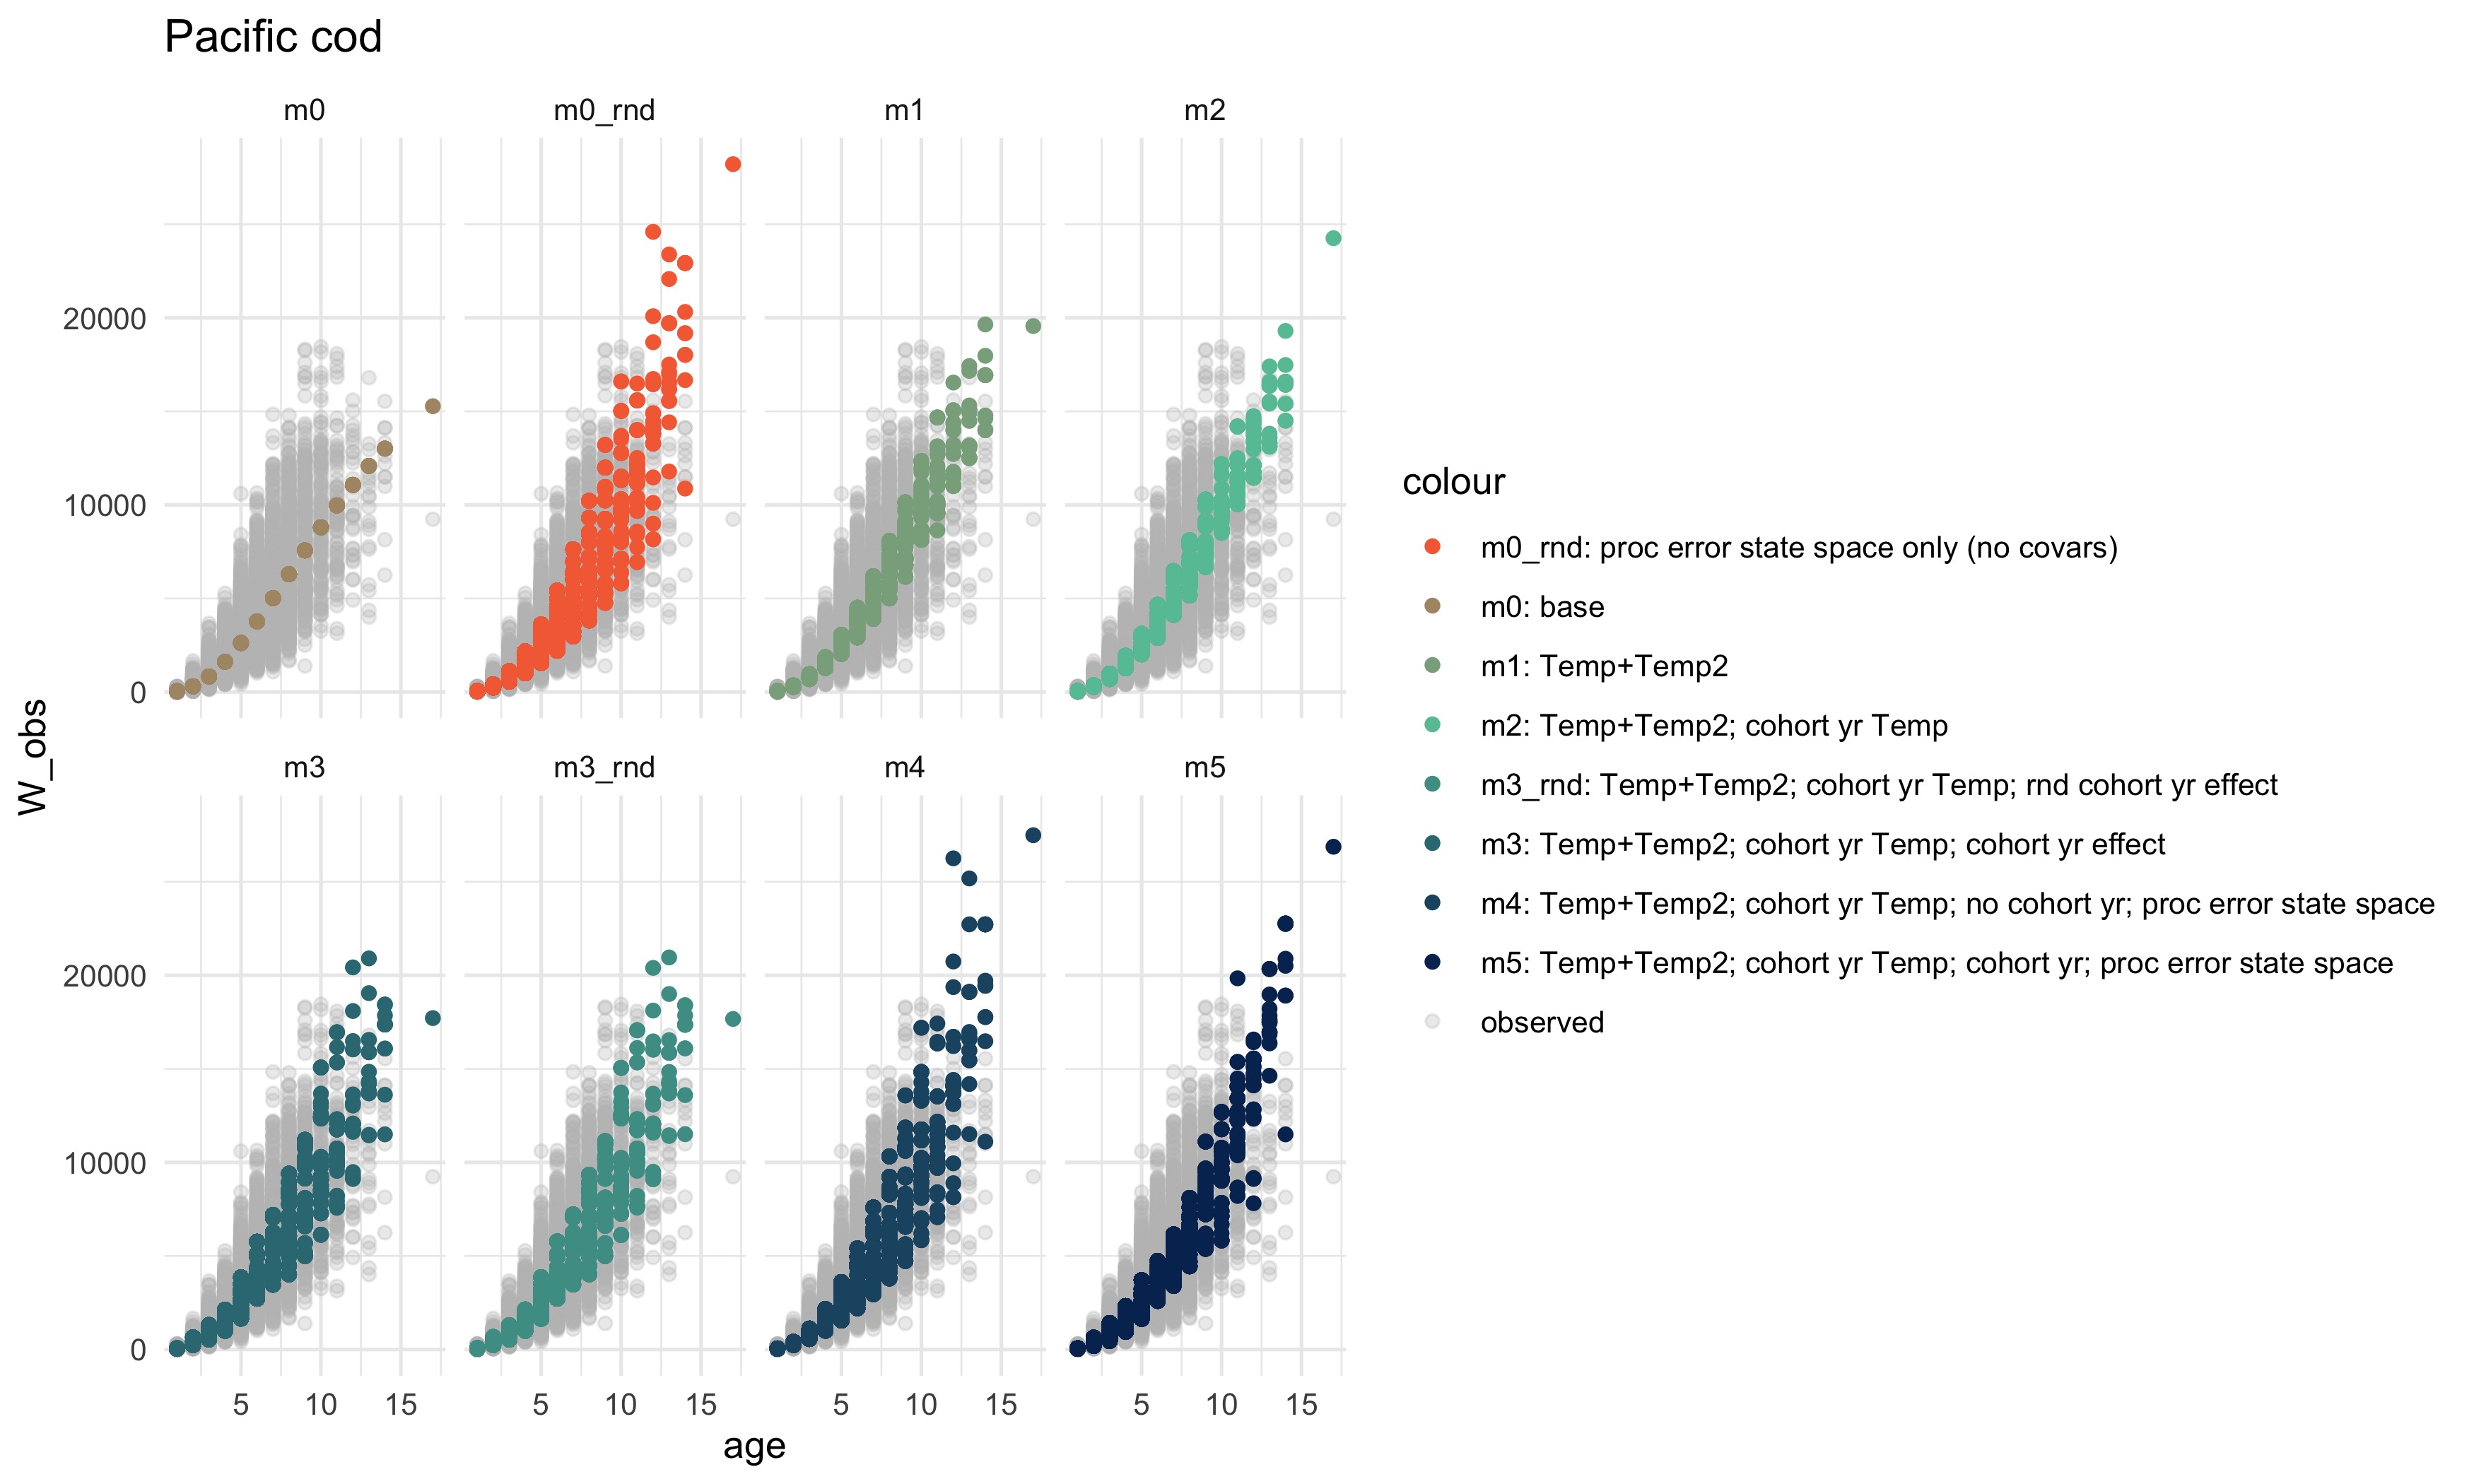 Pacific cod
m0 m0_rnd m1 m2
20000
10000
0
W_obs
m3 m3_rnd m4 m5
20000
10000
0
5 10 15 5 10 15 5 10 15 5 10 15
age
colour
m0_rnd: proc error state space only (no covars)
m0: base
m1: Temp+Temp2
m2: Temp+Temp2; cohort yr Temp
m3_rnd: Temp+Temp2; cohort yr Temp; rnd cohort yr effect
m3: Temp+Temp2; cohort yr Temp; cohort yr effect
m4: Temp+Temp2; cohort yr Temp; no cohort yr; proc error state space
m5: Temp+Temp2; cohort yr Temp; cohort yr; proc error state space
observed